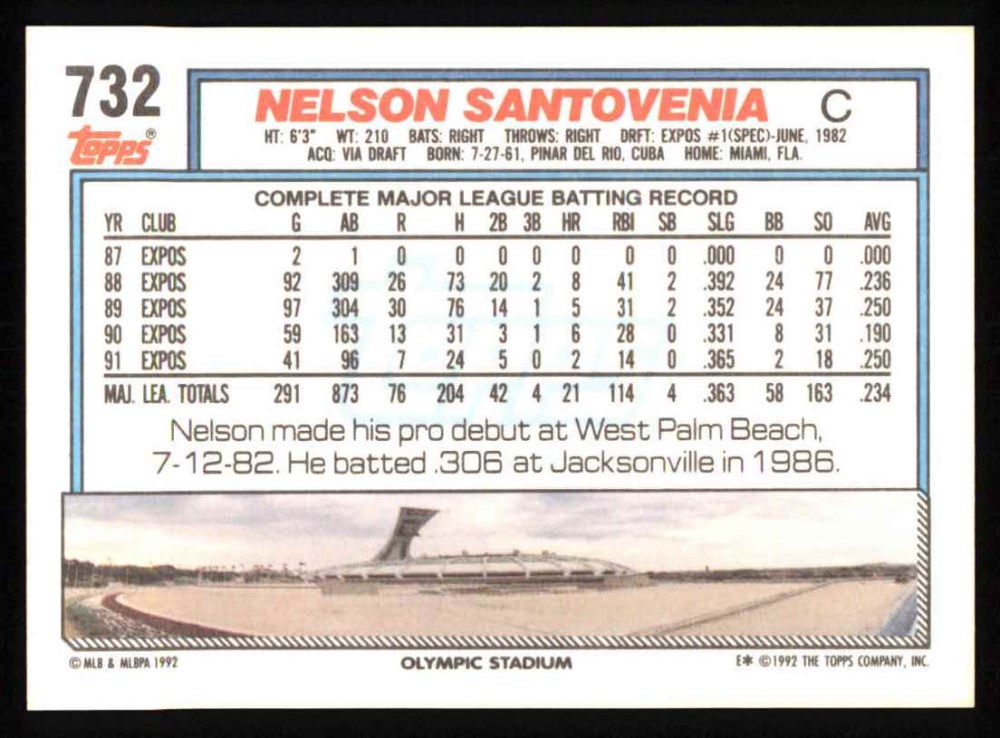 732
Topps®
NELSON SANTOVENIA C
HT: 6'3" WT: 210 BATS: RIGHT THROWS: RIGHT DRFT: EXPOS #1(SPEC)-JUNE, 1982
ACQ: VIA DRAFT BORN: 7-27-61, PINAR DEL RIO, CUBA HOME: MIAMI, FLA.
COMPLETE MAJOR LEAGUE BATTING RECORD
YR CLUB G AB R H 2B 3B HR RBI SB SLG BB SO AVG
87 EXPOS 2 1 0 0 0 0 0 0 0 .000 0 0 .000
88 EXPOS 92 309 26 73 20 2 8 41 2 .392 24 77 .236
89 EXPOS 97 304 30 76 14 1 5 31 2 .352 24 37 .250
90 EXPOS 59 163 13 31 3 1 6 28 0 .331 8 31 .190
91 EXPOS 41 96 7 24 5 0 2 14 0 .365 2 18 .250
MAJ. LEA. TOTALS 291 873 76 204 42 4 21 114 4 .363 58 163 .234
Nelson made his pro debut at West Palm Beach,
7-12-82. He batted .306 at Jacksonville in 1986.
© MLB & MLBPA 1992 OLYMPIC STADIUM E* ©1992 THE TOPPS COMPANY, INC.